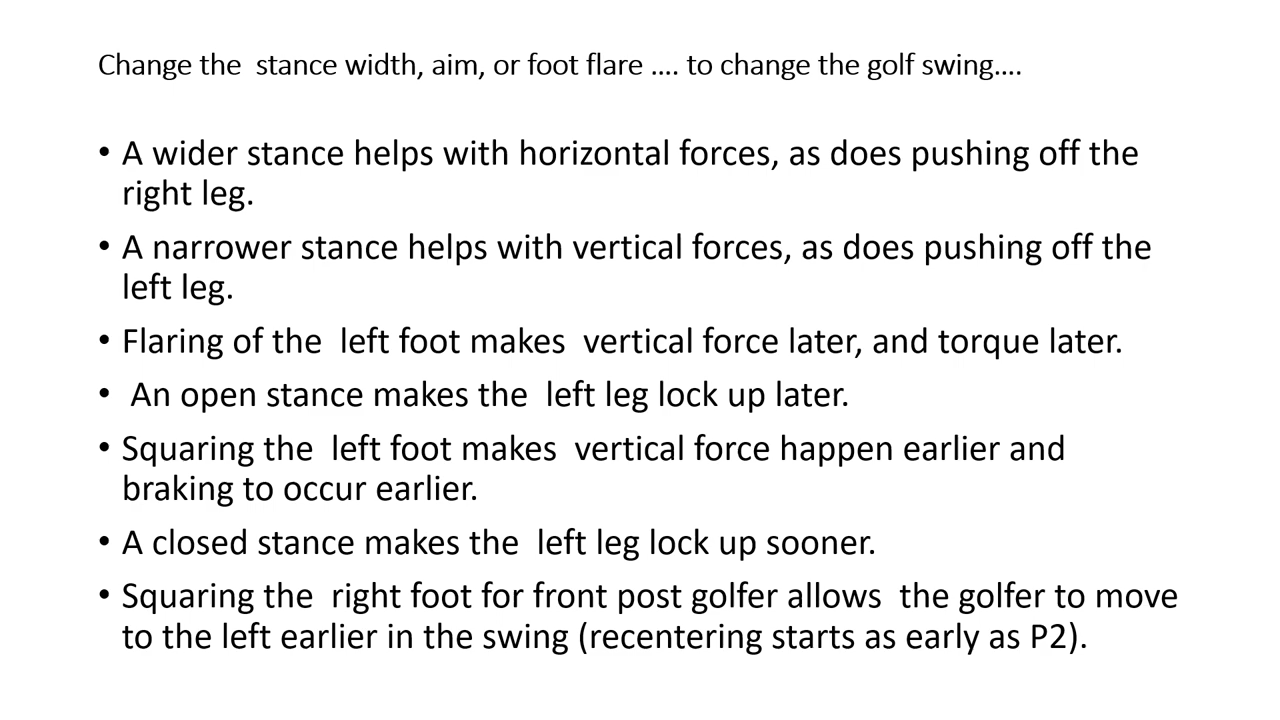 Change the  stance width, aim, or foot flare .... to change the golf swing....
• A wider stance helps with horizontal forces, as does pushing off the
right leg.
• A narrower stance helps with vertical forces, as does pushing off the
left leg.
• Flaring of the  left foot makes  vertical force later, and torque later.
•  An open stance makes the  left leg lock up later.
• Squaring the  left foot makes  vertical force happen earlier and
braking to occur earlier.
• A closed stance makes the  left leg lock up sooner.
• Squaring the  right foot for front post golfer allows  the golfer to move
to the left earlier in the swing (recentering starts as early as P2).